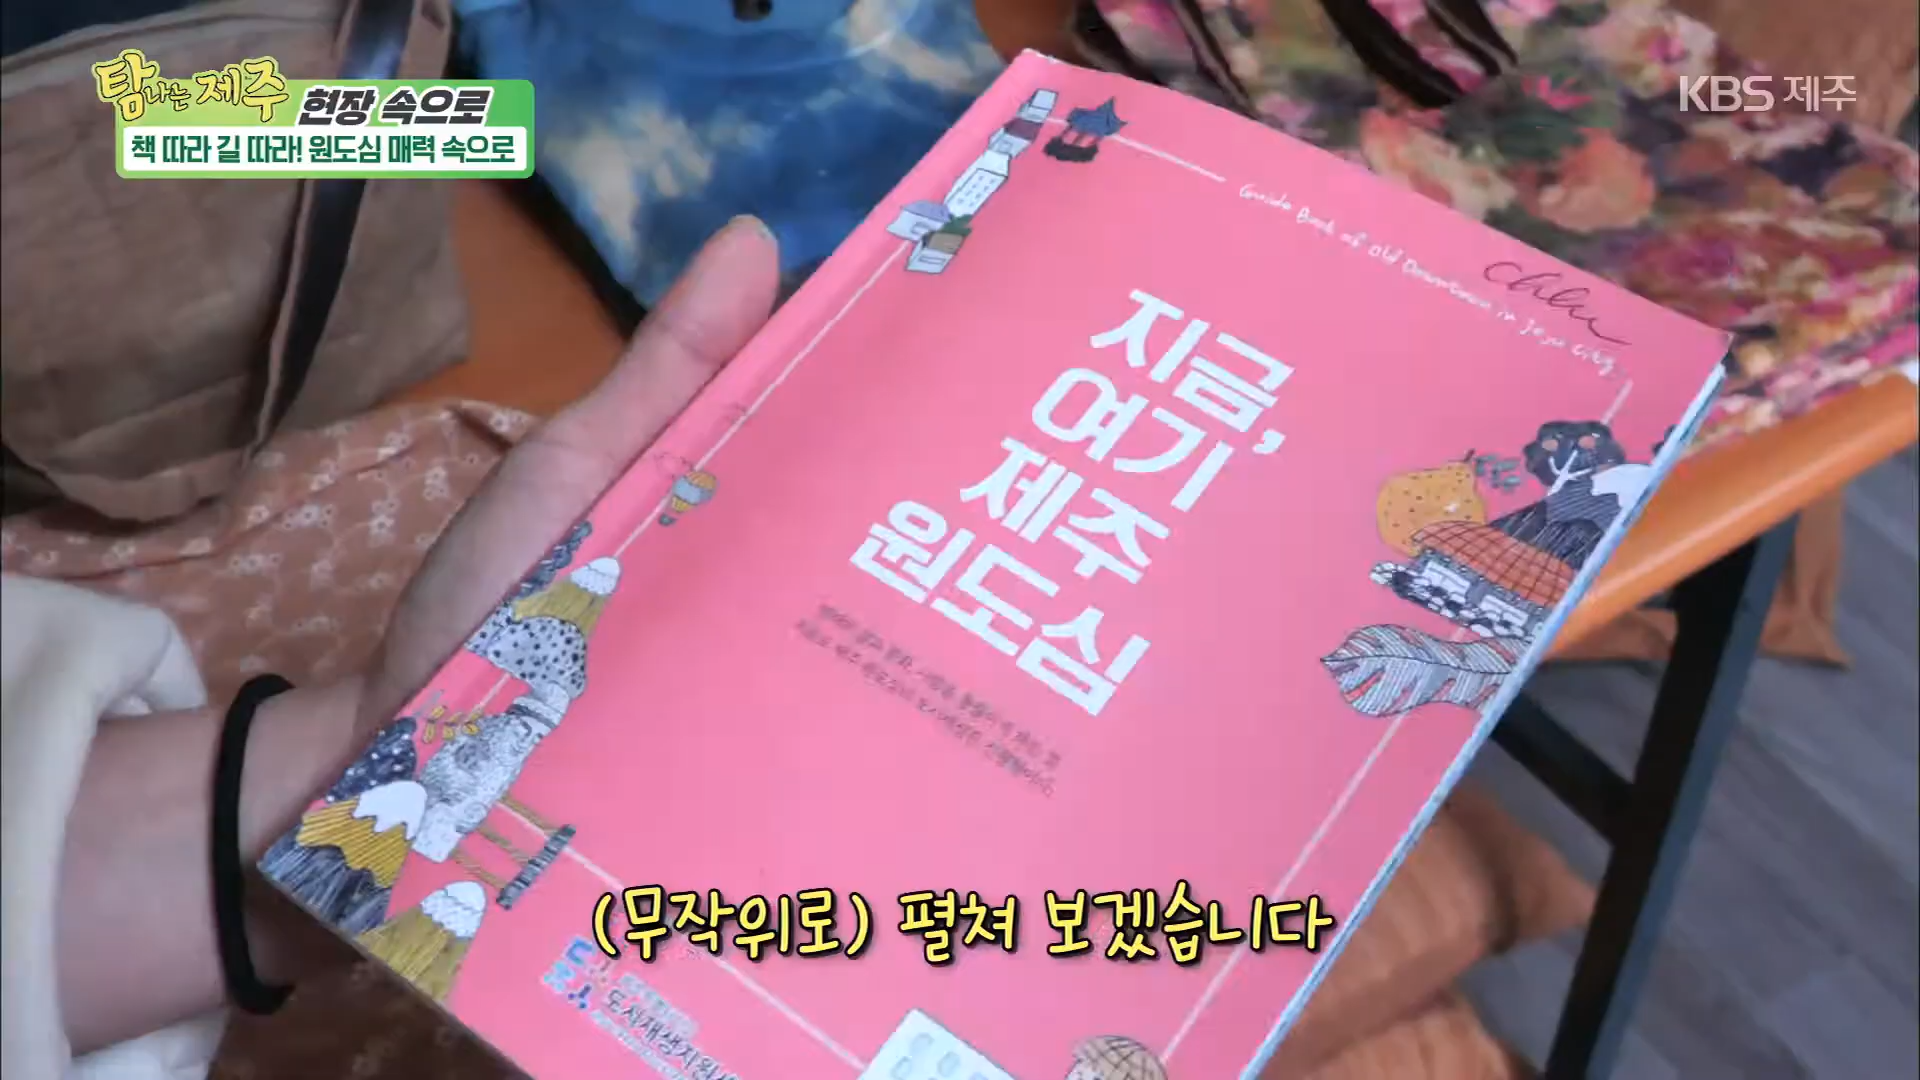 탐나는 제주 현장 속으로
책 따라 길 따라! 원도심 매력 속으로
KBS 제주
Guide Book of Old Downtown in Jeju City
지금,
여기
제주
원도심
도시재생지원
(무작위로) 펼쳐 보겠습니다